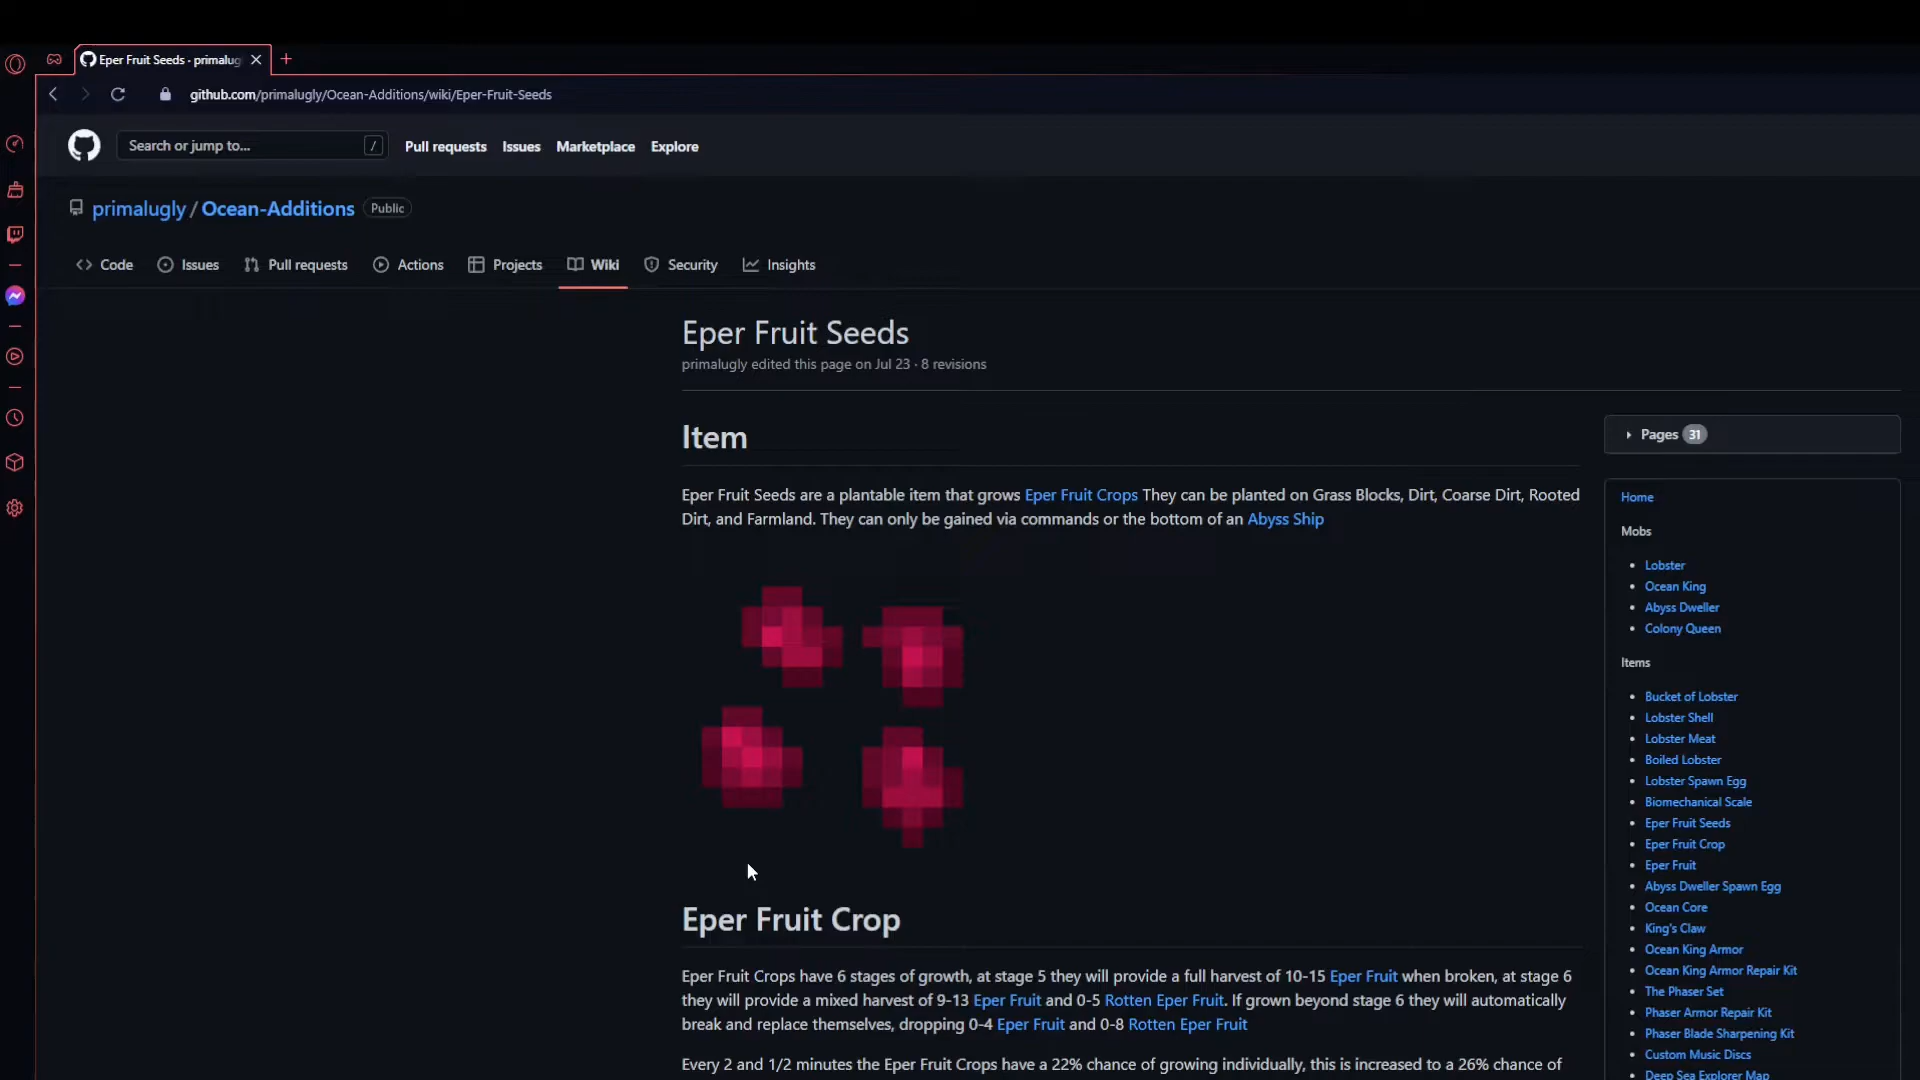 Eper Fruit Seeds · primalug
github.com/primalugly/Ocean-Additions/wiki/Eper-Fruit-Seeds
Search or jump to... /
Pull requests Issues Marketplace Explore
primalugly / Ocean-Additions Public
Code Issues Pull requests Actions Projects Wiki Security Insights
Eper Fruit Seeds
primalugly edited this page on Jul 23 · 8 revisions
Item
Eper Fruit Seeds are a plantable item that grows Eper Fruit Crops They can be planted on Grass Blocks, Dirt, Coarse Dirt, Rooted
Dirt, and Farmland. They can only be gained via commands or the bottom of an Abyss Ship
Eper Fruit Crop
Eper Fruit Crops have 6 stages of growth, at stage 5 they will provide a full harvest of 10-15 Eper Fruit when broken, at stage 6
they will provide a mixed harvest of 9-13 Eper Fruit and 0-5 Rotten Eper Fruit. If grown beyond stage 6 they will automatically
break and replace themselves, dropping 0-4 Eper Fruit and 0-8 Rotten Eper Fruit
Every 2 and 1/2 minutes the Eper Fruit Crops have a 22% chance of growing individually, this is increased to a 26% chance of
Pages 31
Home
Mobs
Lobster
Ocean King
Abyss Dweller
Colony Queen
Items
Bucket of Lobster
Lobster Shell
Lobster Meat
Boiled Lobster
Lobster Spawn Egg
Biomechanical Scale
Eper Fruit Seeds
Eper Fruit Crop
Eper Fruit
Abyss Dweller Spawn Egg
Ocean Core
King's Claw
Ocean King Armor
Ocean King Armor Repair Kit
The Phaser Set
Phaser Armor Repair Kit
Phaser Blade Sharpening Kit
Custom Music Discs
Deep Sea Explorer Map